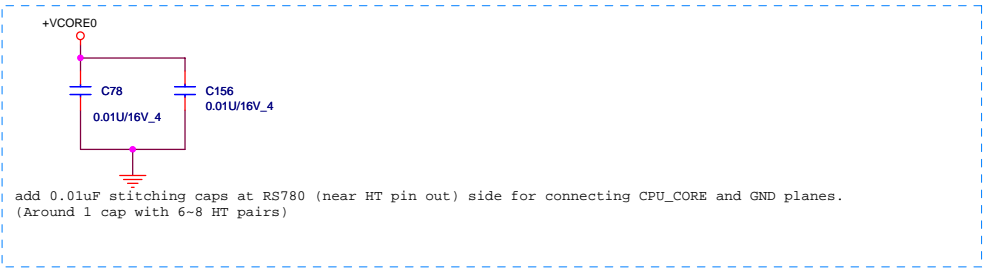 +VCORE0
C78
C156
0.01U/16V_4
0.01U/16V_4
add 0.01uF stitching caps at RS780 (near HT pin out) side for connecting CPU_CORE and GND planes.
(Around 1 cap with 6~8 HT pairs)